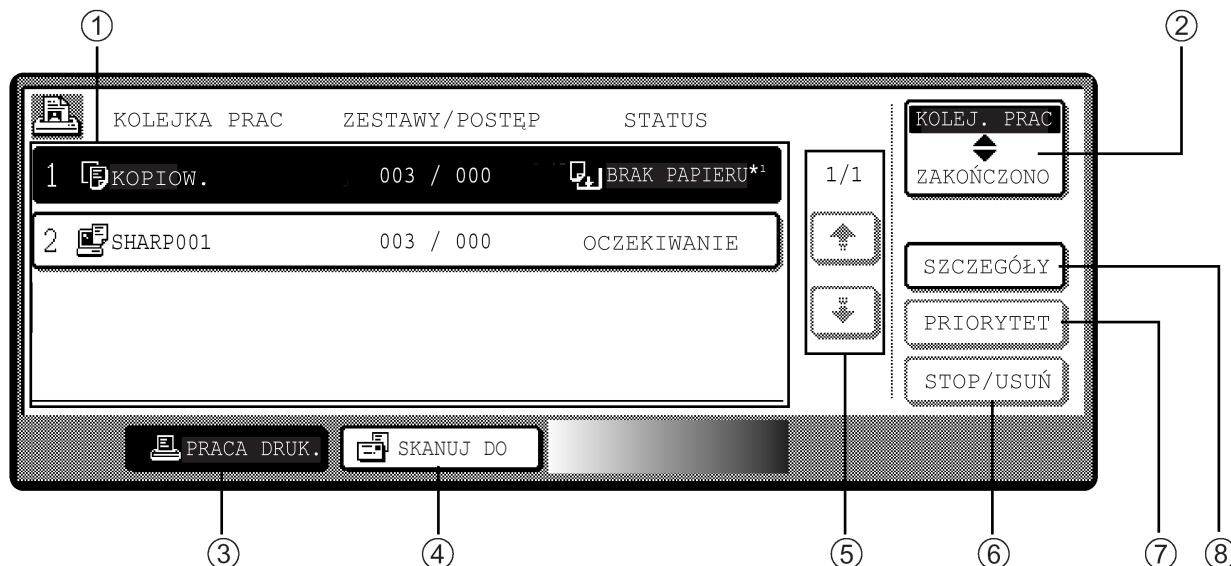 ① ②
KOLEJKA PRAC ZESTAWY/POSTĘP STATUS
1 KOPIOW. 003 / 000 BRAK PAPIERU*1
2 SHARP001 003 / 000 OCZEKIWANIE
1/1
KOLEJ. PRAC
ZAKOŃCZONO
SZCZEGÓŁY
PRIORYTET
STOP/USUŃ
PRACA DRUK. SKANUJ DO
③ ④ ⑤ ⑥ ⑦ ⑧